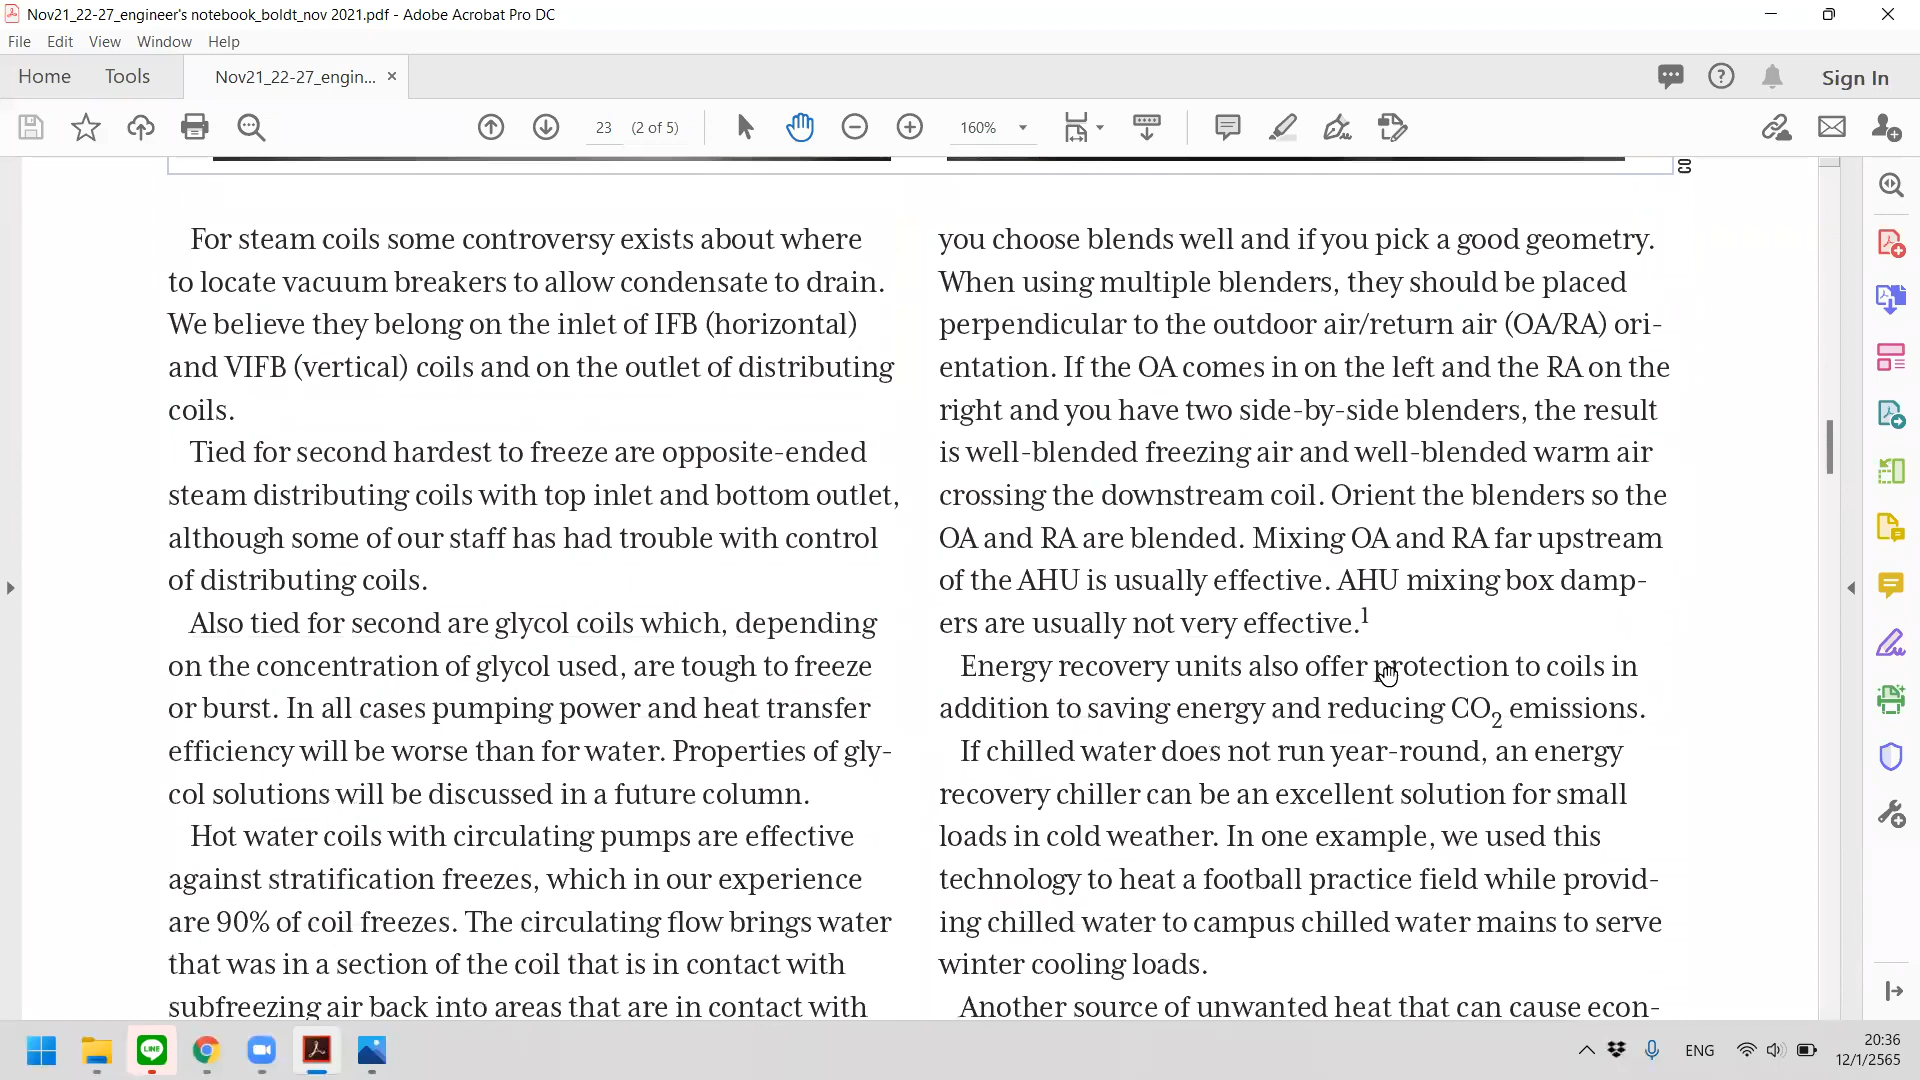 Nov21_22-27_engineer's notebook_boldt_nov 2021.pdf - Adobe Acrobat Pro DC
File Edit View Window Help
Home Tools Nov21_22-27_engin... × Sign In
23 (2 of 5) 160%
CO
For steam coils some controversy exists about where
to locate vacuum breakers to allow condensate to drain.
We believe they belong on the inlet of IFB (horizontal)
and VIFB (vertical) coils and on the outlet of distributing
coils.
Tied for second hardest to freeze are opposite-ended
steam distributing coils with top inlet and bottom outlet,
although some of our staff has had trouble with control
of distributing coils.
Also tied for second are glycol coils which, depending
on the concentration of glycol used, are tough to freeze
or burst. In all cases pumping power and heat transfer
efficiency will be worse than for water. Properties of gly-
col solutions will be discussed in a future column.
Hot water coils with circulating pumps are effective
against stratification freezes, which in our experience
are 90% of coil freezes. The circulating flow brings water
that was in a section of the coil that is in contact with
subfreezing air back into areas that are in contact with
you choose blends well and if you pick a good geometry.
When using multiple blenders, they should be placed
perpendicular to the outdoor air/return air (OA/RA) ori-
entation. If the OA comes in on the left and the RA on the
right and you have two side-by-side blenders, the result
is well-blended freezing air and well-blended warm air
crossing the downstream coil. Orient the blenders so the
OA and RA are blended. Mixing OA and RA far upstream
of the AHU is usually effective. AHU mixing box damp-
ers are usually not very effective.1
Energy recovery units also offer protection to coils in
addition to saving energy and reducing CO2 emissions.
If chilled water does not run year-round, an energy
recovery chiller can be an excellent solution for small
loads in cold weather. In one example, we used this
technology to heat a football practice field while provid-
ing chilled water to campus chilled water mains to serve
winter cooling loads.
Another source of unwanted heat that can cause econ-
LINE
ENG
20:36
12/1/2565